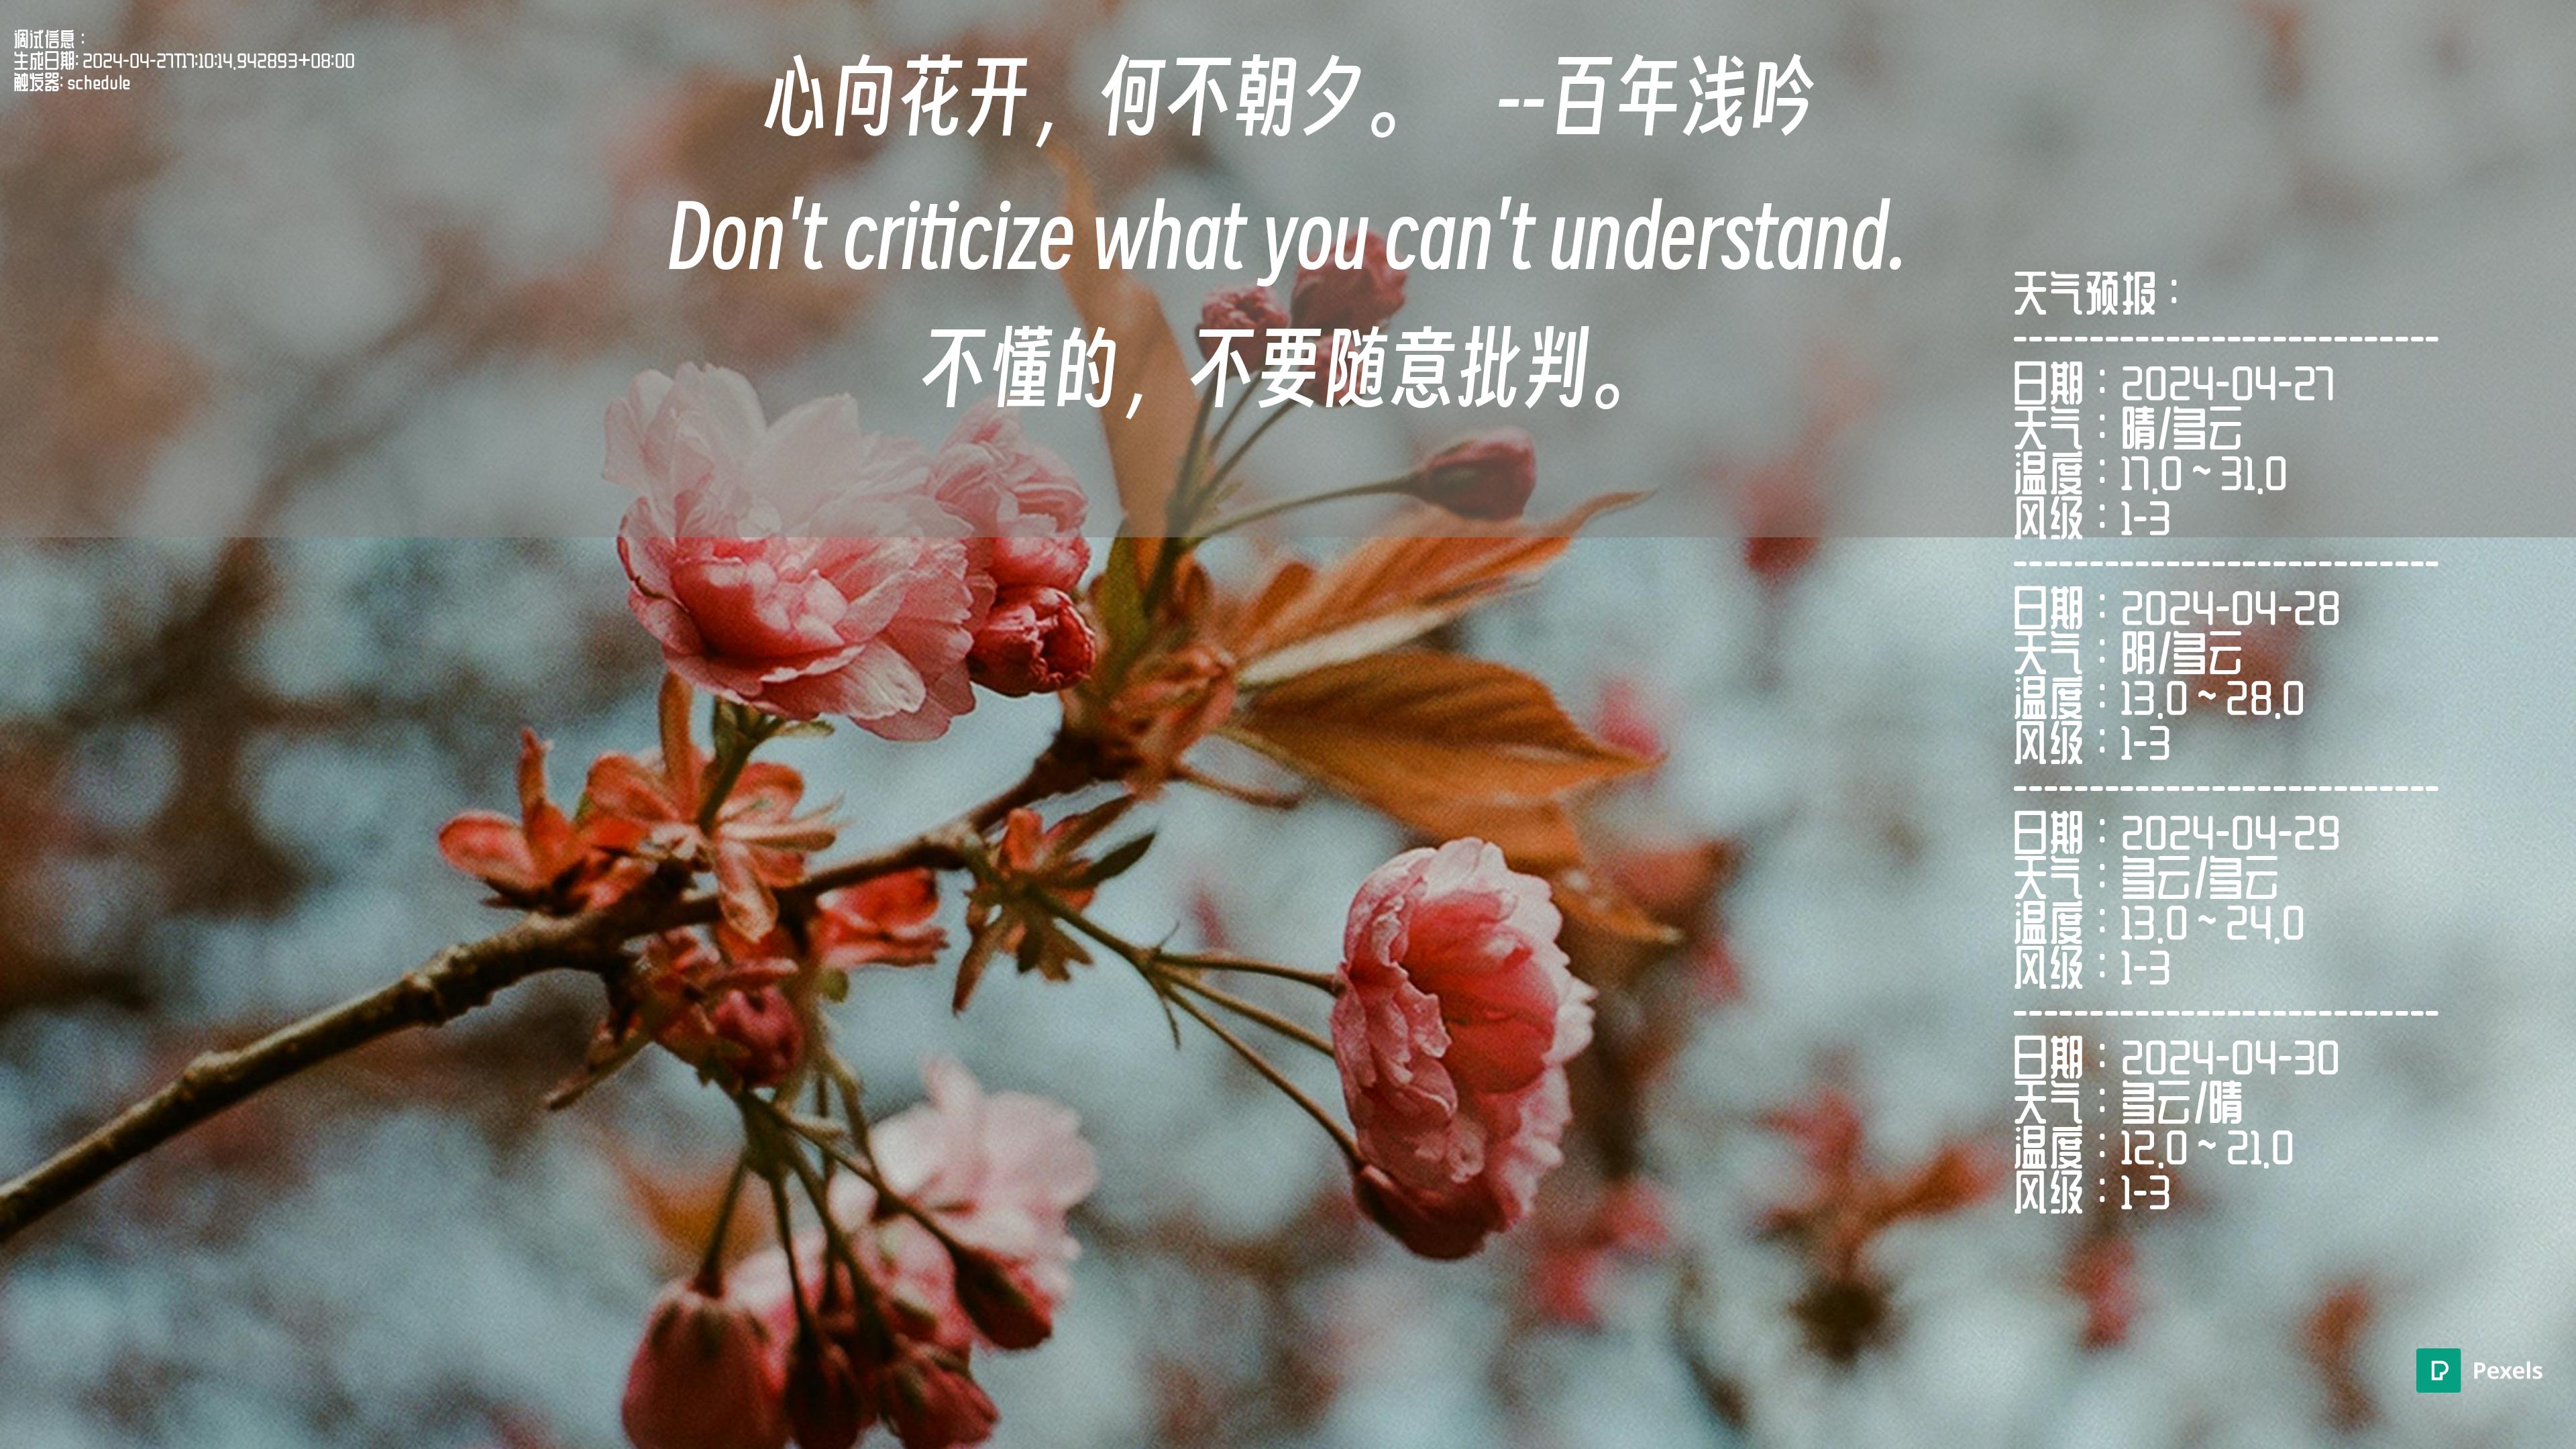 调试信息：
生成日期: 2024-04-27T17:10:14.942893+08:00
触发器: schedule
心向花开，何不朝夕。 --百年浅吟
Don't criticize what you can't understand.
不懂的，不要随意批判。
天气预报：
----------------------------
日期：2024-04-27
天气：晴/多云
温度：17.0 ~ 31.0
风级：1-3
----------------------------
日期：2024-04-28
天气：阴/多云
温度：13.0 ~ 28.0
风级：1-3
----------------------------
日期：2024-04-29
天气：多云/多云
温度：13.0 ~ 24.0
风级：1-3
----------------------------
日期：2024-04-30
天气：多云/晴
温度：12.0 ~ 21.0
风级：1-3
Pexels